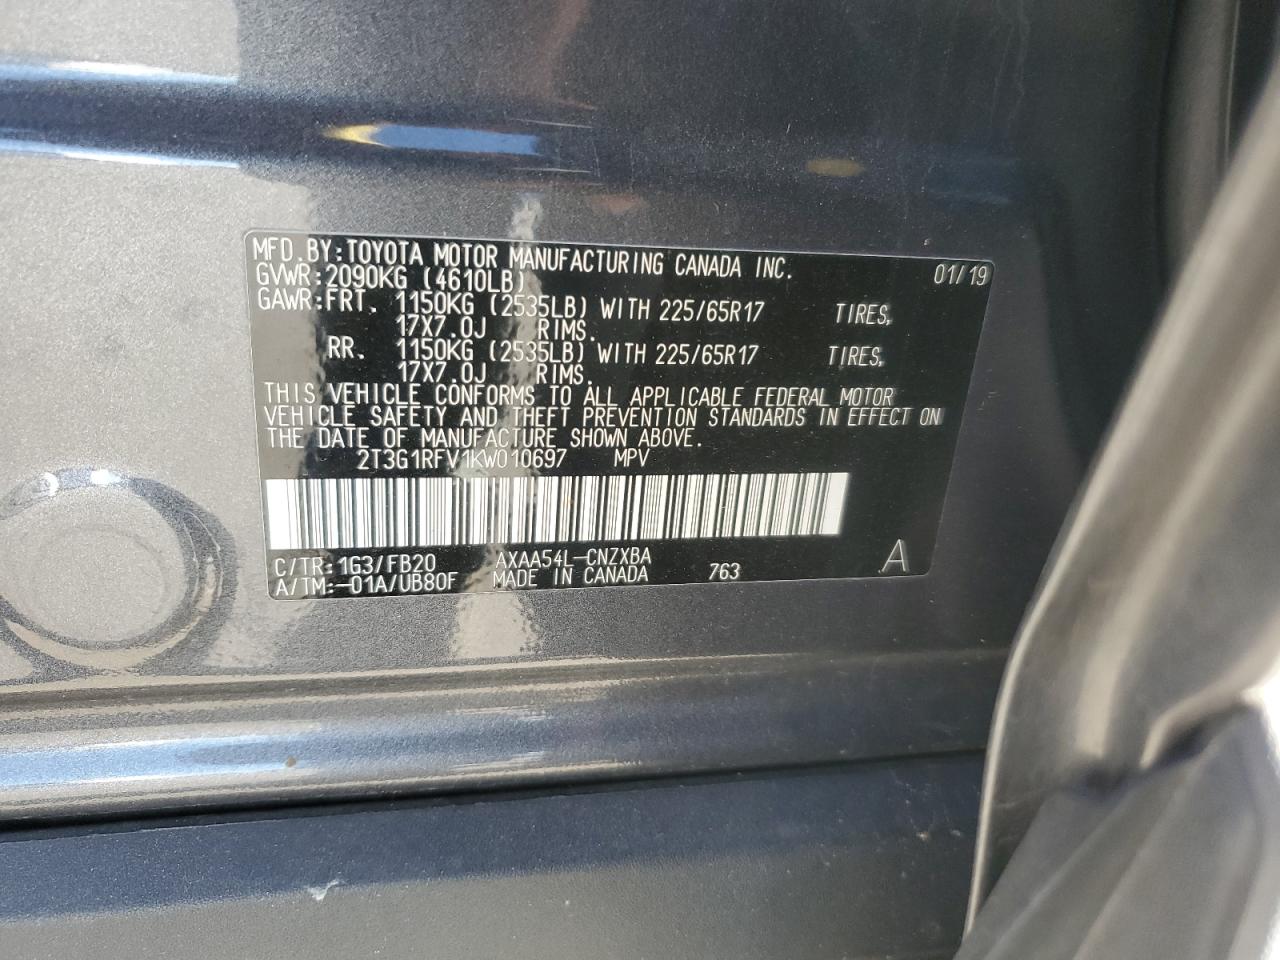 MFD.BY:TOYOTA MOTOR MANUFACTURING CANADA INC. 01/19
GVWR:2090KG (4610LB)
GAWR:FRT. 1150KG (2535LB) WITH 225/65R17 TIRES,
17X7.0J RIMS.
RR. 1150KG (2535LB) WITH 225/65R17 TIRES,
17X7.0J RIMS.
THIS VEHICLE CONFORMS TO ALL APPLICABLE FEDERAL MOTOR
VEHICLE SAFETY AND THEFT PREVENTION STANDARDS IN EFFECT ON
THE DATE OF MANUFACTURE SHOWN ABOVE.
2T3G1RFV1KW010697 MPV
C/TR:1G3/FB20 AXAA54L-CNZXBA
A/TM:-01A/UB80F MADE IN CANADA 763 A